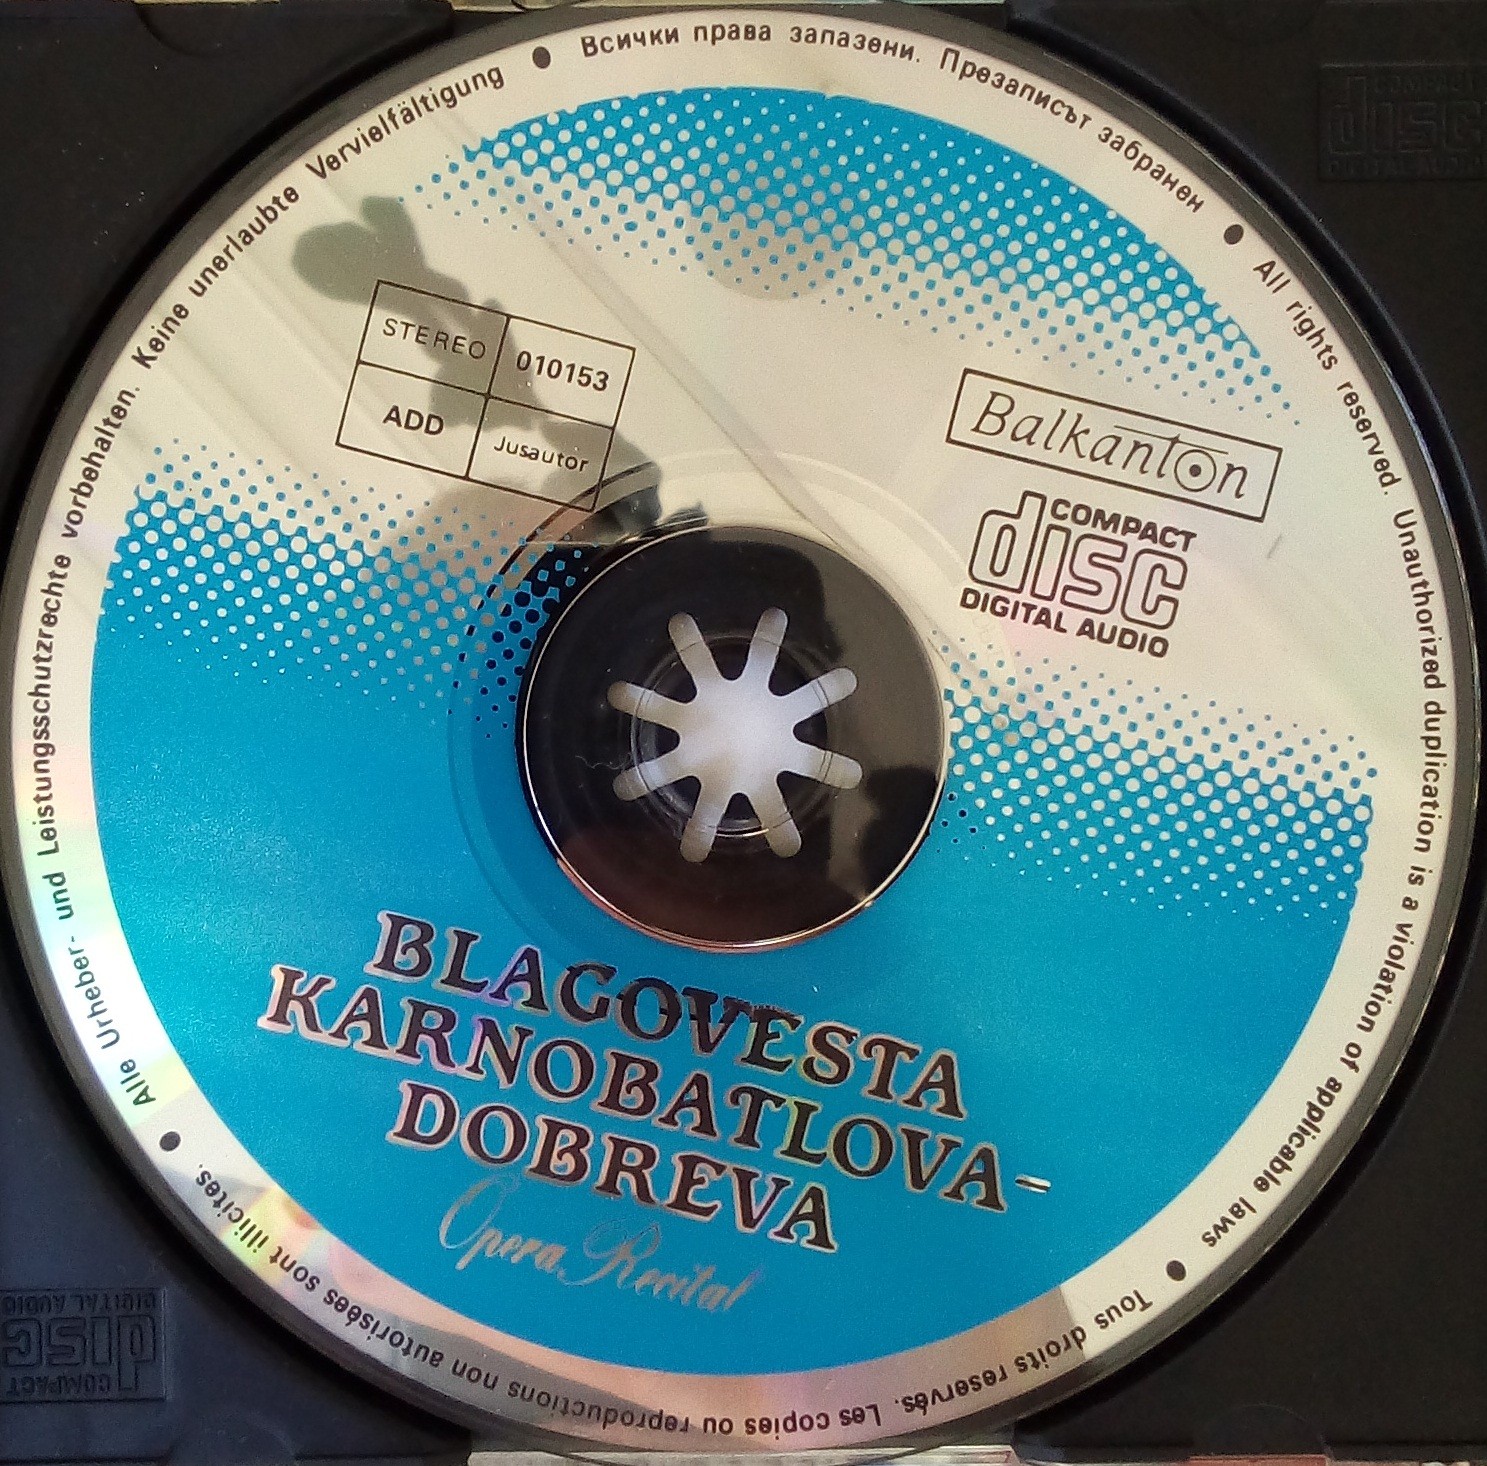 Всички права запазени. Презаписът забранен ● All rights reserved. Unauthorized duplication is a violation of applicable laws ● Tous droits reservés. Les copies ou reproductions non autorisées sont illicites. ● Alle Urheber- und Leistungsschutzrechte vorbehalten. Keine unerlaubte Vervielfältigung ●
STEREO 010153
ADD Jusautor
Balkanton
COMPACT
disc
DIGITAL AUDIO
BLAGOVESTA
KARNOBATLOVA-
DOBREVA
Opera Recital
COMPACT
disc
DIGITAL AUDIO
COMPACT
disc
DIGITAL AUDIO